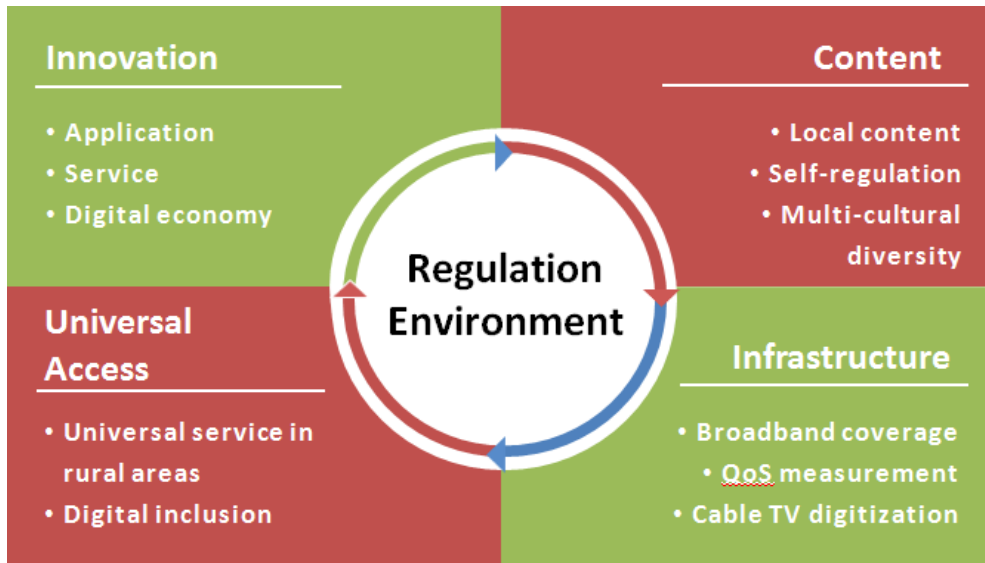 Innovation
• Application
• Service
• Digital economy
Content
• Local content
• Self-regulation
• Multi-cultural
diversity
Regulation
Environment
Universal
Access
• Universal service in
rural areas
• Digital inclusion
Infrastructure
• Broadband coverage
• QoS measurement
• Cable TV digitization